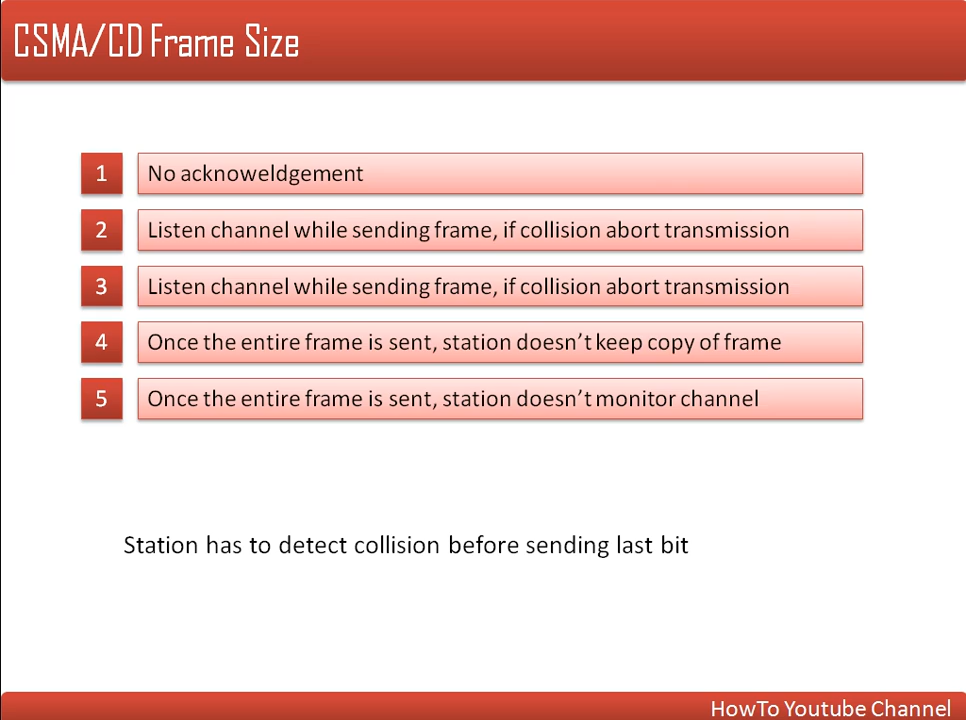 CSMA/CD Frame Size
1 No acknoweldgement
2 Listen channel while sending frame, if collision abort transmission
3 Listen channel while sending frame, if collision abort transmission
4 Once the entire frame is sent, station doesn’t keep copy of frame
5 Once the entire frame is sent, station doesn’t monitor channel
Station has to detect collision before sending last bit
HowTo Youtube Channel